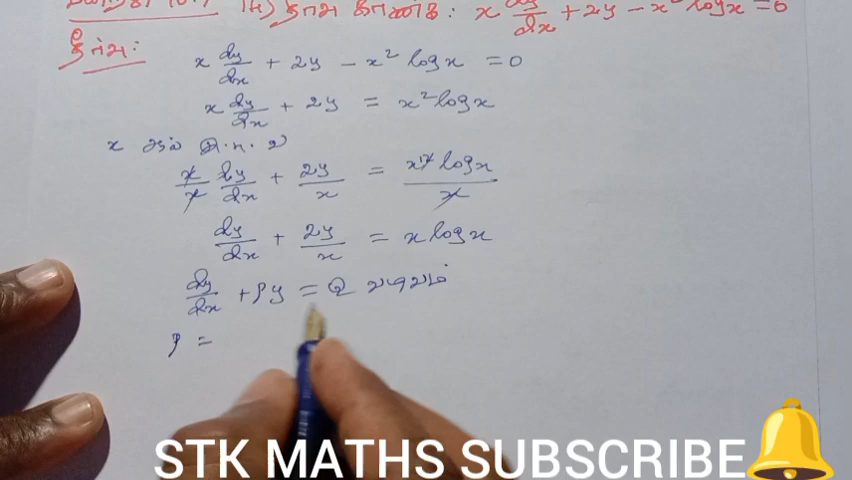 தீர்வு காண்க: x dy/dx + 2y − x² log x = 0
தீர்வு:
x dy/dx + 2y − x² log x = 0
x dy/dx + 2y = x² log x
x ஆல்
x/x dy/dx + 2y/x = x² log x / x
dy/dx + 2y/x = x log x
dy/dx + Py = Q வடிவம்
P =
STK MATHS SUBSCRIBE